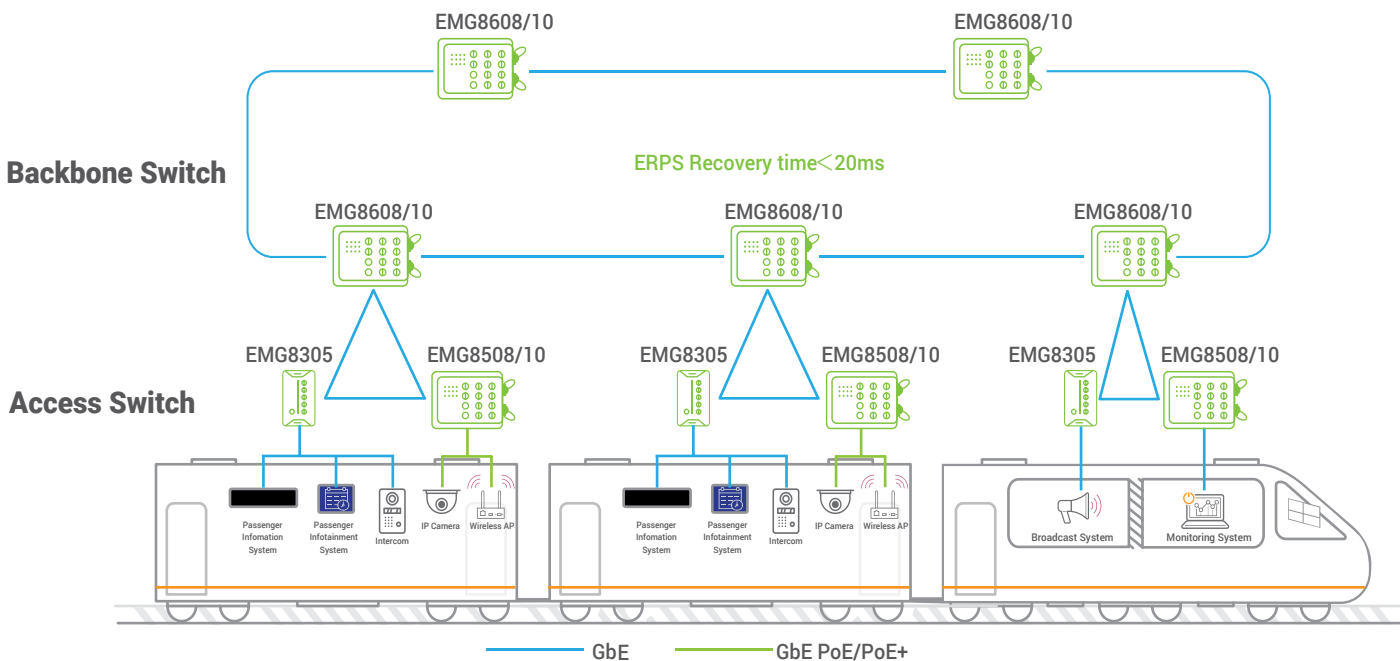 EMG8608/10
EMG8608/10
ERPS Recovery time<20ms
Backbone Switch
EMG8608/10
EMG8608/10
EMG8608/10
EMG8305
EMG8508/10
EMG8305
EMG8508/10
EMG8305
EMG8508/10
Access Switch
Passenger
Infomation
System
Passenger
Infotainment
System
Intercom
IP Camera
Wireless AP
Passenger
Infomation
System
Passenger
Infotainment
System
Intercom
IP Camera
Wireless AP
Broadcast System
Monitoring System
GbE
GbE PoE/PoE+